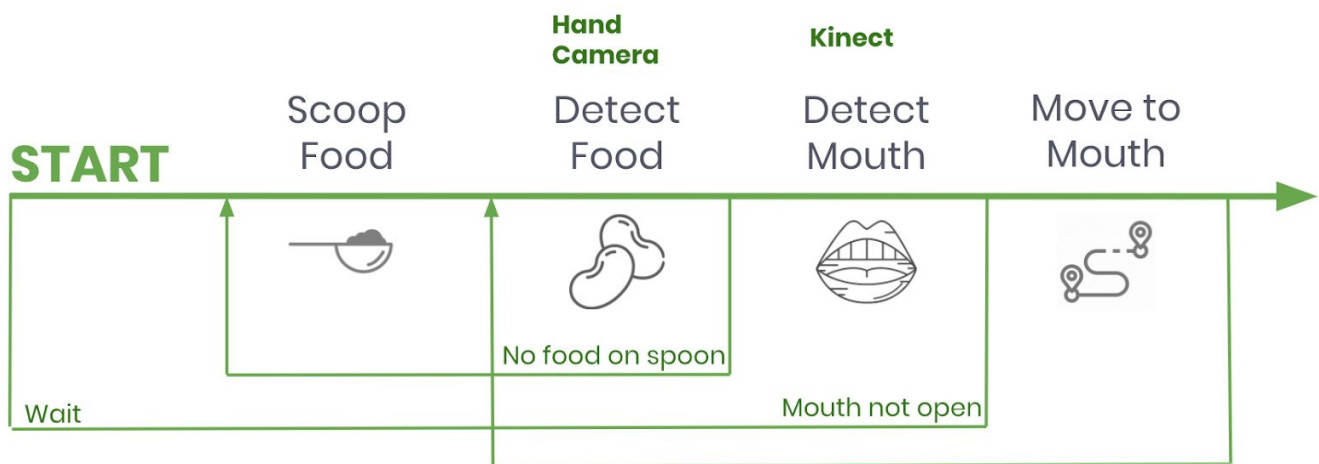 Hand
Camera
Kinect
Scoop
Food
Detect
Food
Detect
Mouth
Move to
Mouth
START
No food on spoon
Wait
Mouth not open